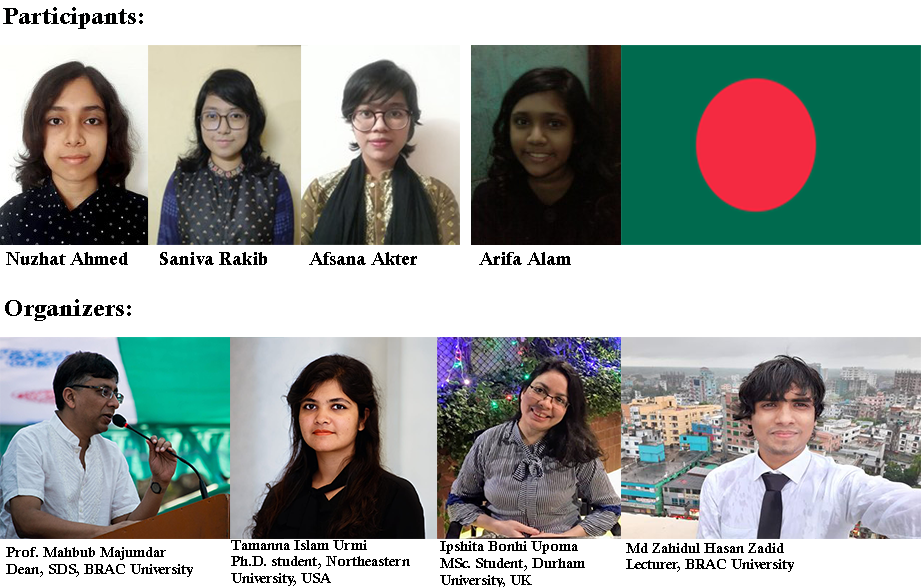 Participants:
Nuzhat Ahmed
Saniva Rakib
Afsana Akter
Arifa Alam
Organizers:
Prof. Mahbub Majumdar
Dean, SDS, BRAC University
Tamanna Islam Urmi
Ph.D. student, Northeastern
University, USA
Ipshita Bonhi Upoma
MSc. Student, Durham
University, UK
Md Zahidul Hasan Zadid
Lecturer, BRAC University